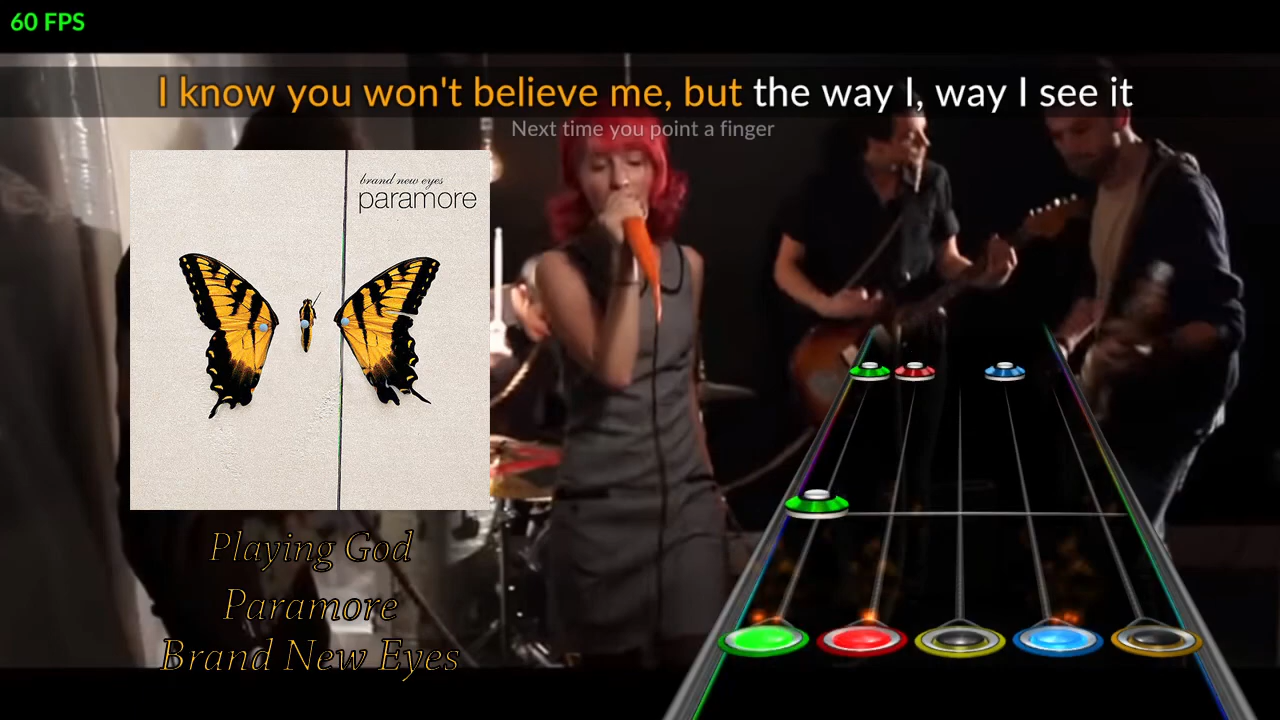 60 FPS
I know you won't believe me, but the way I, way I see it
Next time you point a finger
brand new eyes
paramore
Playing God
Paramore
Brand New Eyes